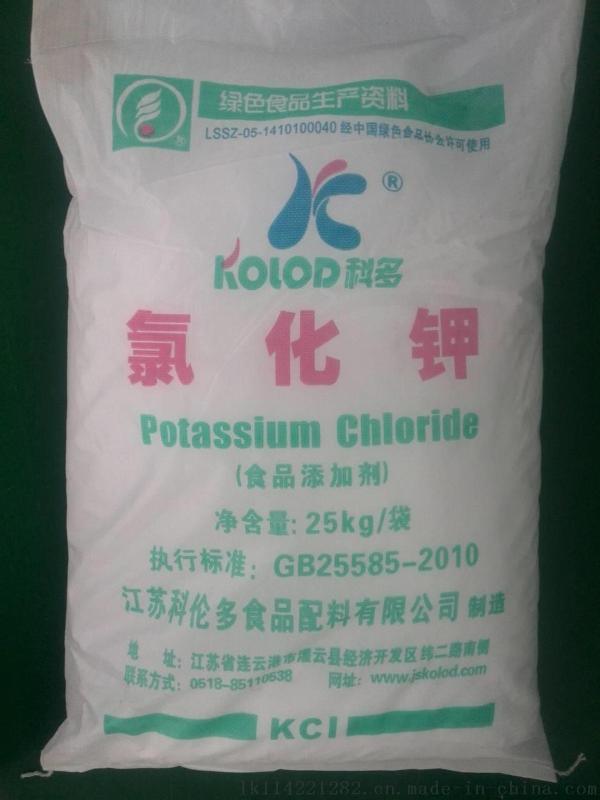 绿色食品生产资料
LSSZ-05-1410100040 经中国绿色食品协会许可使用
®
KOLOD科多
氯化钾
Potassium Chloride
(食品添加剂)
净含量: 25kg/袋
执行标准: GB25585-2010
江苏科伦多食品配料有限公司 制造
地 址: 江苏省连云港市灌云县经济开发区纬二路南侧
联系方式: 0518-85110538 网址: www.jskolod.com
KCl
lk114221282.cn.made-in-china.com